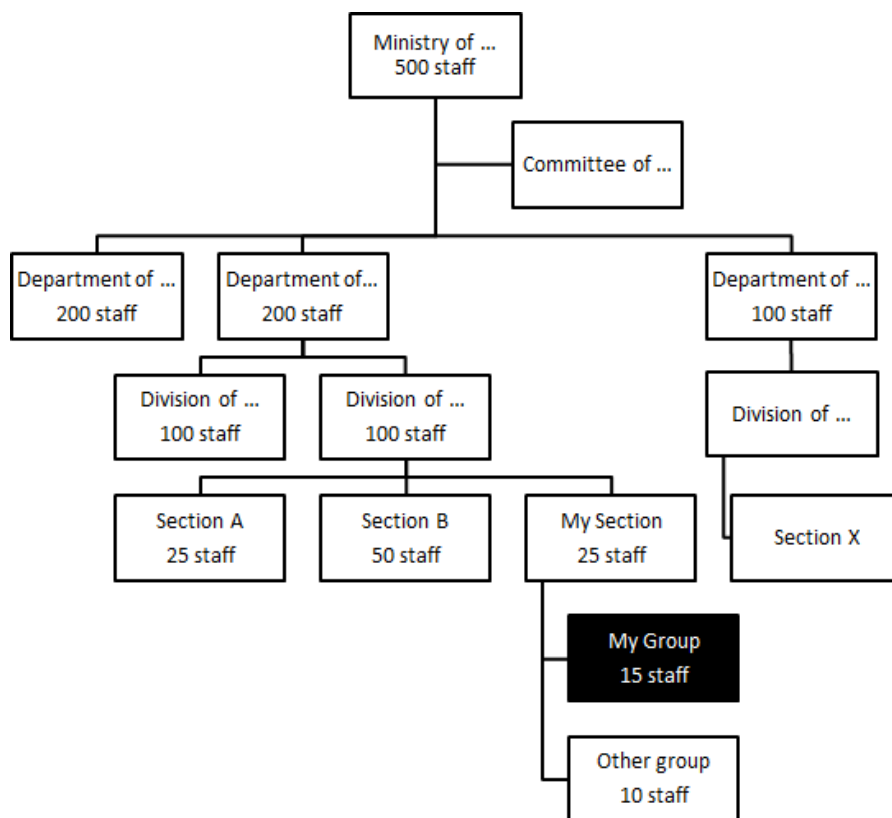 Ministry of ...
500 staff
Committee of ...
Department of ...
200 staff
Department of...
200 staff
Department of ...
100 staff
Division of ...
100 staff
Division of ...
100 staff
Division of ...
Section A
25 staff
Section B
50 staff
My Section
25 staff
Section X
My Group
15 staff
Other group
10 staff